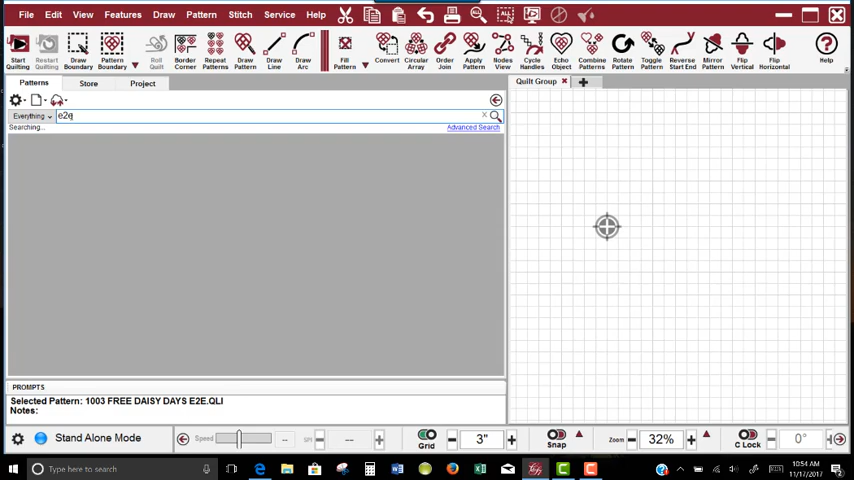 File Edit View Features Draw Pattern Stitch Service Help
Start Quilting
Restart Quilting
Draw Boundary
Pattern Boundary
Roll Quilt
Border Corner
Repeat Patterns
Draw Pattern
Draw Line
Draw Arc
Fill Pattern
Convert
Circular Array
Order Join
Apply Pattern
Nodes View
Cycle Handles
Echo Object
Combine Patterns
Rotate Pattern
Toggle Pattern
Reverse Start End
Mirror Pattern
Flip Vertical
Flip Horizontal
Help
Patterns Store Project
Quilt Group
Everything e2e
Searching... Advanced Search
PROMPTS
Selected Pattern: 1003 FREE DAISY DAYS E2E.QLI
Notes:
Stand Alone Mode Speed -- SPI -- Grid 3" Snap Zoom 32% C Lock 0°
Type here to search
10:54 AM
11/17/2017